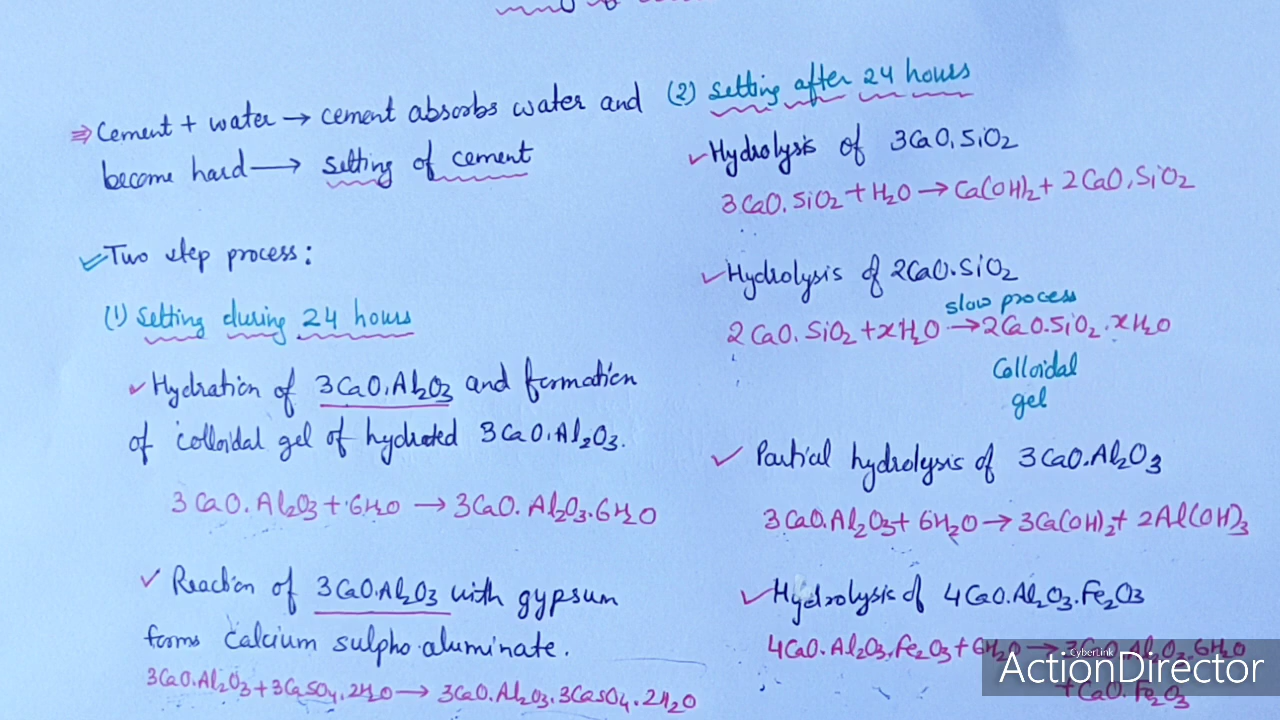 ⇒ Cement + water → cement absorbs water and
become hard → setting of cement
✓ Two step process:
(1) Setting during 24 hours
✓ Hydration of 3CaO.Al₂O₃ and formation
of colloidal gel of hydrated 3CaO.Al₂O₃.
3CaO.Al₂O₃ + 6H₂O → 3CaO.Al₂O₃.6H₂O
✓ Reaction of 3CaO.Al₂O₃ with gypsum
forms calcium sulpho-aluminate.
3CaO.Al₂O₃ + 3CaSO₄.2H₂O → 3CaO.Al₂O₃.3CaSO₄.2H₂O
(2) Setting after 24 hours
✓ Hydrolysis of 3CaO.SiO₂
3CaO.SiO₂ + H₂O → Ca(OH)₂ + 2CaO.SiO₂
✓ Hydrolysis of 2CaO.SiO₂
slow process
2CaO.SiO₂ + xH₂O → 2CaO.SiO₂.xH₂O
Colloidal
gel
✓ Partial hydrolysis of 3CaO.Al₂O₃
3CaO.Al₂O₃ + 6H₂O → 3Ca(OH)₂ + 2Al(OH)₃
✓ Hydrolysis of 4CaO.Al₂O₃.Fe₂O₃
4CaO.Al₂O₃.Fe₂O₃ + 6H₂O → 3CaO.Al₂O₃.6H₂O
+ CaO.Fe₂O₃
CyberLink
ActionDirector